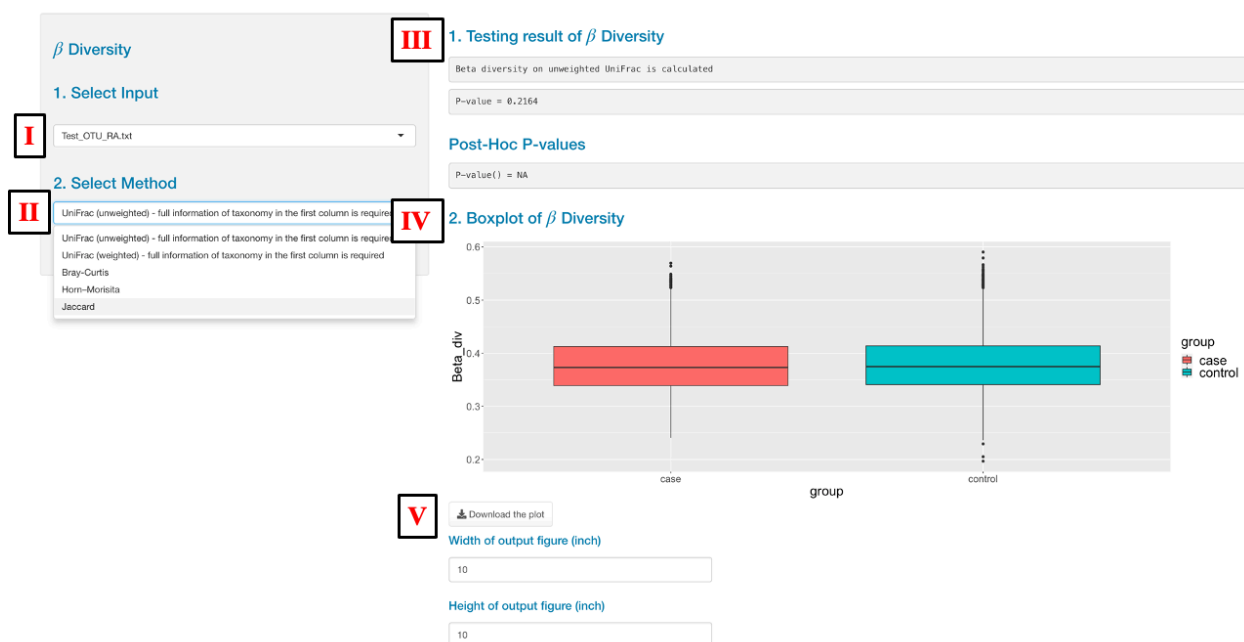 β Diversity
1. Select Input
I
Test_OTU_RA.txt
2. Select Method
II
UniFrac (unweighted) - full information of taxonomy in the first column is required
UniFrac (unweighted) - full information of taxonomy in the first column is required
UniFrac (weighted) - full information of taxonomy in the first column is required
Bray-Curtis
Horn–Morisita
Jaccard
III
1. Testing result of β Diversity
Beta diversity on unweighted UniFrac is calculated
P-value = 0.2164
Post-Hoc P-values
P-value() = NA
IV
2. Boxplot of β Diversity
0.6
0.5
0.4
0.3
0.2
Beta_div
case
control
group
group
case
control
V
Download the plot
Width of output figure (inch)
10
Height of output figure (inch)
10